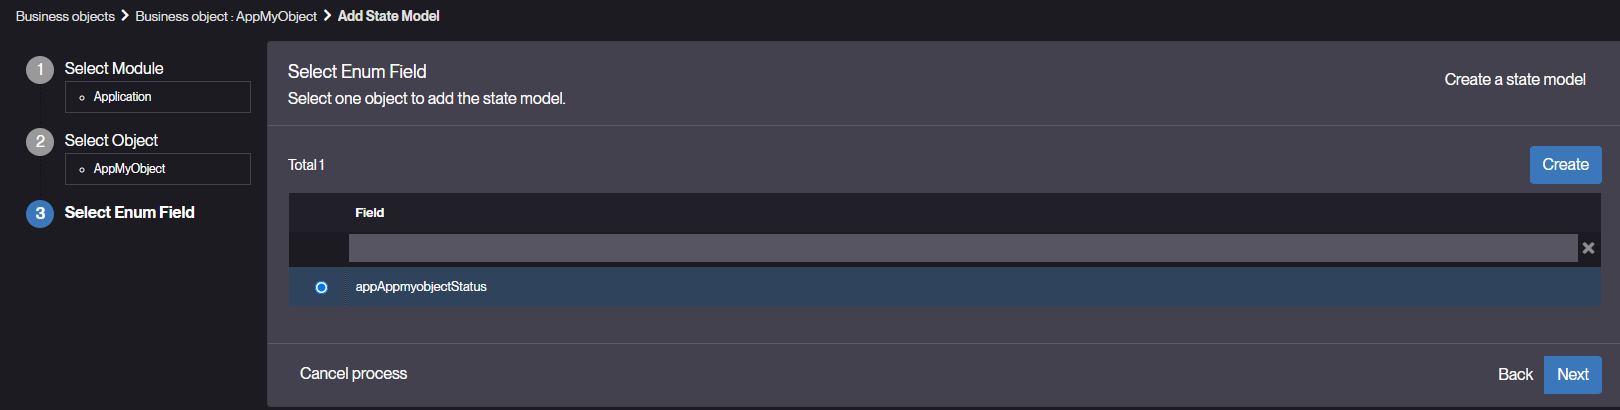 Business objects > Business object : AppMyObject > Add State Model
1 Select Module
Application
2 Select Object
AppMyObject
3 Select Enum Field
Select Enum Field
Select one object to add the state model.
Create a state model
Total 1
Create
Field
appAppmyobjectStatus
Cancel process
Back
Next